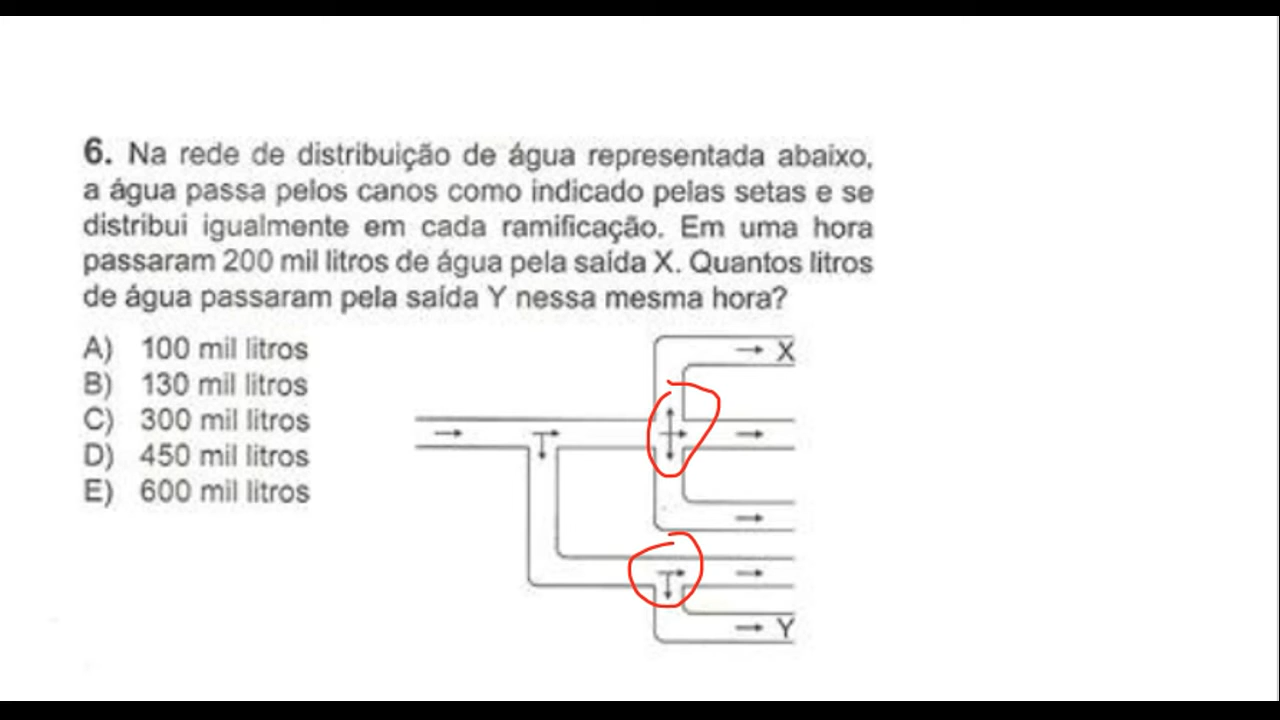 6. Na rede de distribuição de água representada abaixo,
a água passa pelos canos como indicado pelas setas e se
distribui igualmente em cada ramificação. Em uma hora
passaram 200 mil litros de água pela saída X. Quantos litros
de água passaram pela saída Y nessa mesma hora?
A) 100 mil litros
B) 130 mil litros
C) 300 mil litros
D) 450 mil litros
E) 600 mil litros
X
Y